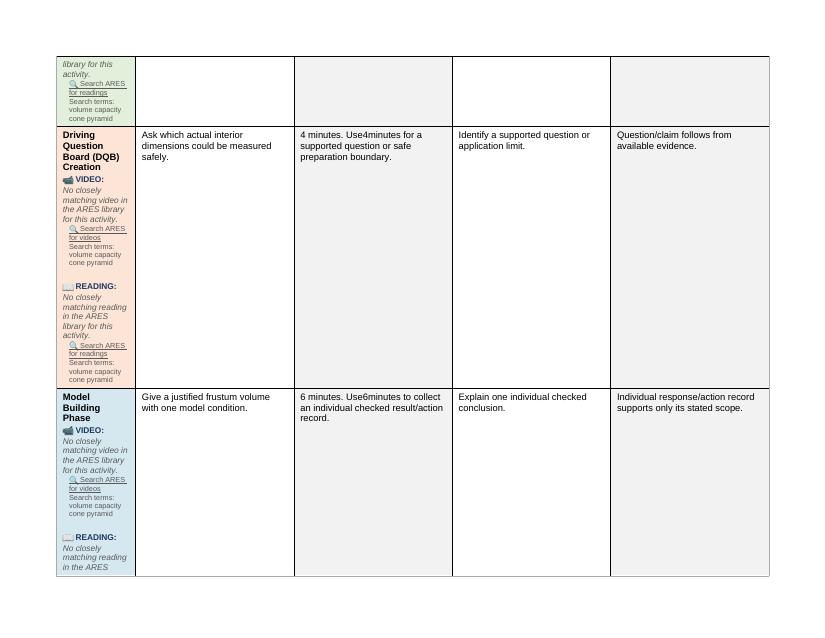 library for this
activity.
🔍 Search ARES
for readings
Search terms:
volume capacity
cone pyramid
Driving
Question
Board (DQB)
Creation
📹 VIDEO:
No closely
matching video in
the ARES library
for this activity.
🔍 Search ARES
for videos
Search terms:
volume capacity
cone pyramid
📖 READING:
No closely
matching reading
in the ARES
library for this
activity.
🔍 Search ARES
for readings
Search terms:
volume capacity
cone pyramid
Ask which actual interior
dimensions could be measured
safely.
4 minutes. Use4minutes for a
supported question or safe
preparation boundary.
Identify a supported question or
application limit.
Question/claim follows from
available evidence.
Model
Building
Phase
📹 VIDEO:
No closely
matching video in
the ARES library
for this activity.
🔍 Search ARES
for videos
Search terms:
volume capacity
cone pyramid
📖 READING:
No closely
matching reading
in the ARES
Give a justified frustum volume
with one model condition.
6 minutes. Use6minutes to collect
an individual checked result/action
record.
Explain one individual checked
conclusion.
Individual response/action record
supports only its stated scope.